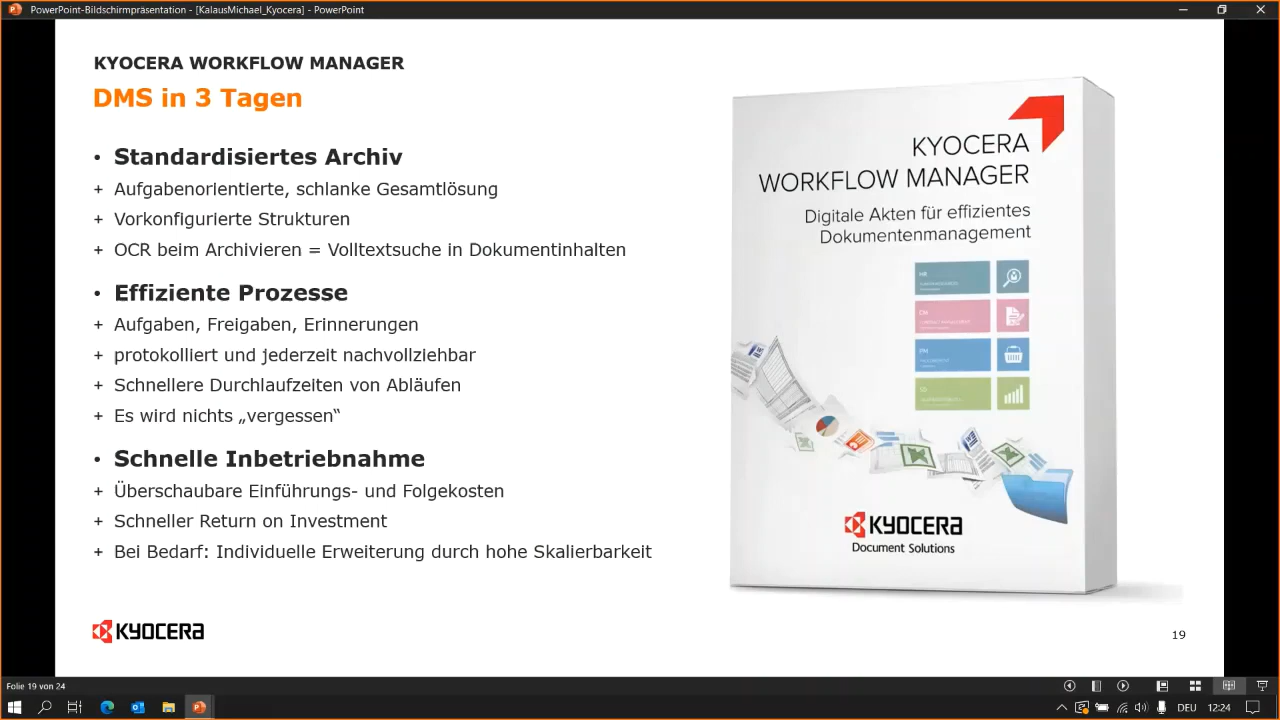 PowerPoint-Bildschirmpräsentation - [KalausMichael_Kyocera] - PowerPoint
KYOCERA WORKFLOW MANAGER
DMS in 3 Tagen
• Standardisiertes Archiv
+ Aufgabenorientierte, schlanke Gesamtlösung
+ Vorkonfigurierte Strukturen
+ OCR beim Archivieren = Volltextsuche in Dokumentinhalten
• Effiziente Prozesse
+ Aufgaben, Freigaben, Erinnerungen
+ protokolliert und jederzeit nachvollziehbar
+ Schnellere Durchlaufzeiten von Abläufen
+ Es wird nichts „vergessen“
• Schnelle Inbetriebnahme
+ Überschaubare Einführungs- und Folgekosten
+ Schneller Return on Investment
+ Bei Bedarf: Individuelle Erweiterung durch hohe Skalierbarkeit
KYOCERA
WORKFLOW MANAGER
Digitale Akten für effizientes
Dokumentenmanagement
KYOCERA
Document Solutions
KYOCERA
19
Folie 19 von 24
DEU
12:24